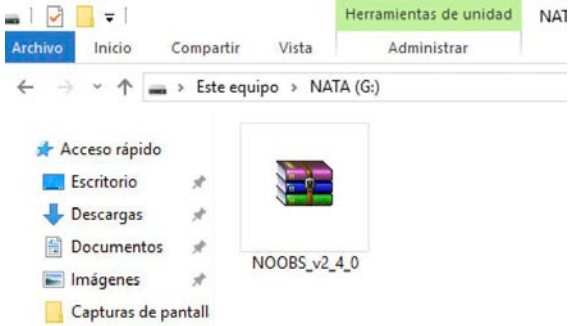 Herramientas de unidad NAT
Archivo Inicio Compartir Vista Administrar
Este equipo > NATA (G:)
Acceso rápido
Escritorio
Descargas
Documentos
Imágenes
Capturas de pantall
NOOBS_v2_4_0